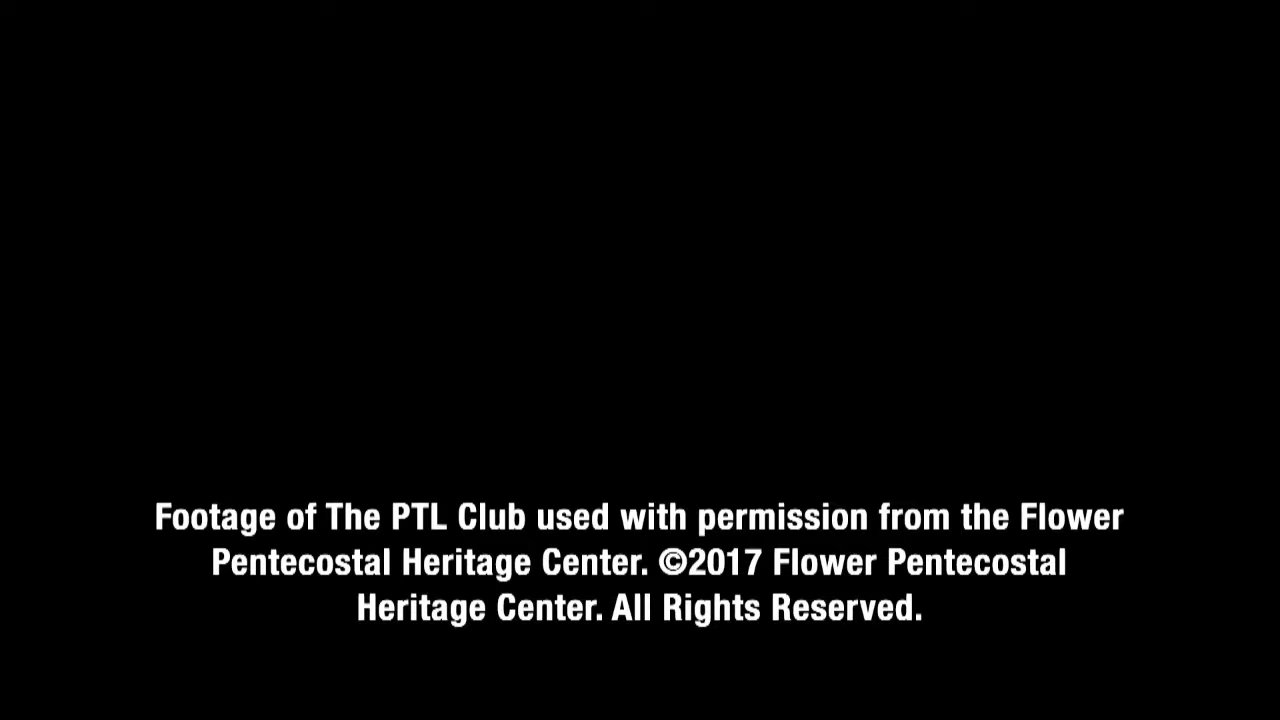 Footage of The PTL Club used with permission from the Flower
Pentecostal Heritage Center. ©2017 Flower Pentecostal
Heritage Center. All Rights Reserved.